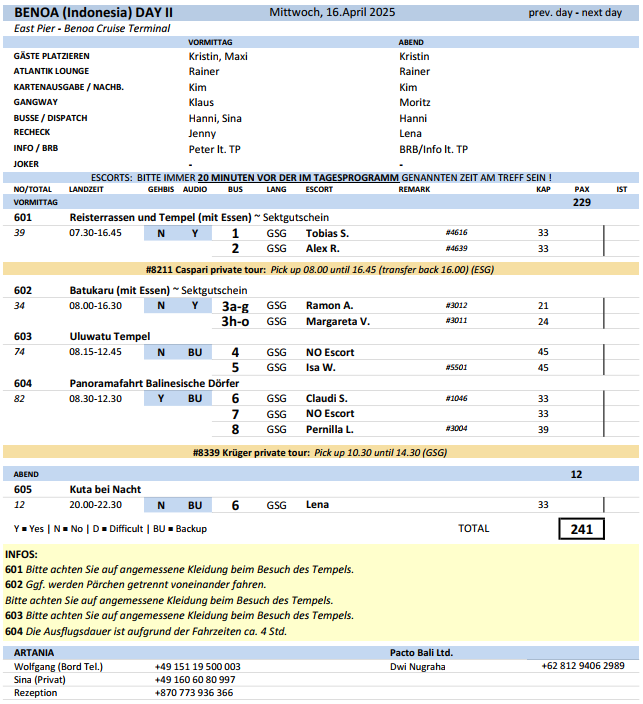 BENOA (Indonesia) DAY II Mittwoch, 16.April 2025 prev. day - next day
East Pier - Benoa Cruise Terminal
VORMITTAG ABEND
GÄSTE PLATZIEREN Kristin, Maxi Kristin
ATLANTIK LOUNGE Rainer Rainer
KARTENAUSGABE / NACHB. Kim Kim
GANGWAY Klaus Moritz
BUSSE / DISPATCH Hanni, Sina Hanni
RECHECK Jenny Lena
INFO / BRB Peter lt. TP BRB/Info lt. TP
JOKER - -
ESCORTS: BITTE IMMER 20 MINUTEN VOR DER IM TAGESPROGRAMM GENANNTEN ZEIT AM TREFF SEIN !
NO/TOTAL LANDZEIT GEHBIS AUDIO BUS LANG ESCORT REMARK KAP PAX IST
VORMITTAG 229
601 Reisterrassen und Tempel (mit Essen) ~ Sektgutschein
39 07.30-16.45 N Y 1 GSG Tobias S. #4616 33
2 GSG Alex R. #4639 33
#8211 Caspari private tour: Pick up 08.00 until 16.45 (transfer back 16.00) (ESG)
602 Batukaru (mit Essen) ~ Sektgutschein
34 08.00-16.30 N Y 3a-g GSG Ramon A. #3012 21
3h-o GSG Margareta V. #3011 24
603 Uluwatu Tempel
74 08.15-12.45 N BU 4 GSG NO Escort 45
5 GSG Isa W. #5501 45
604 Panoramafahrt Balinesische Dörfer
82 08.30-12.30 Y BU 6 GSG Claudi S. #1046 33
7 GSG NO Escort 33
8 GSG Pernilla L. #3004 39
#8339 Krüger private tour: Pick up 10.30 until 14.30 (GSG)
ABEND 12
605 Kuta bei Nacht
12 20.00-22.30 N BU 6 GSG Lena 33
Y ■ Yes | N ■ No | D ■ Difficult | BU ■ Backup TOTAL 241
INFOS:
601 Bitte achten Sie auf angemessene Kleidung beim Besuch des Tempels.
602 Ggf. werden Pärchen getrennt voneinander fahren.
Bitte achten Sie auf angemessene Kleidung beim Besuch des Tempels.
603 Bitte achten Sie auf angemessene Kleidung beim Besuch des Tempels.
604 Die Ausflugsdauer ist aufgrund der Fahrzeiten ca. 4 Std.
ARTANIA Pacto Bali Ltd.
Wolfgang (Bord Tel.) +49 151 19 500 003 Dwi Nugraha +62 812 9406 2989
Sina (Privat) +49 160 60 80 997
Rezeption +870 773 936 366